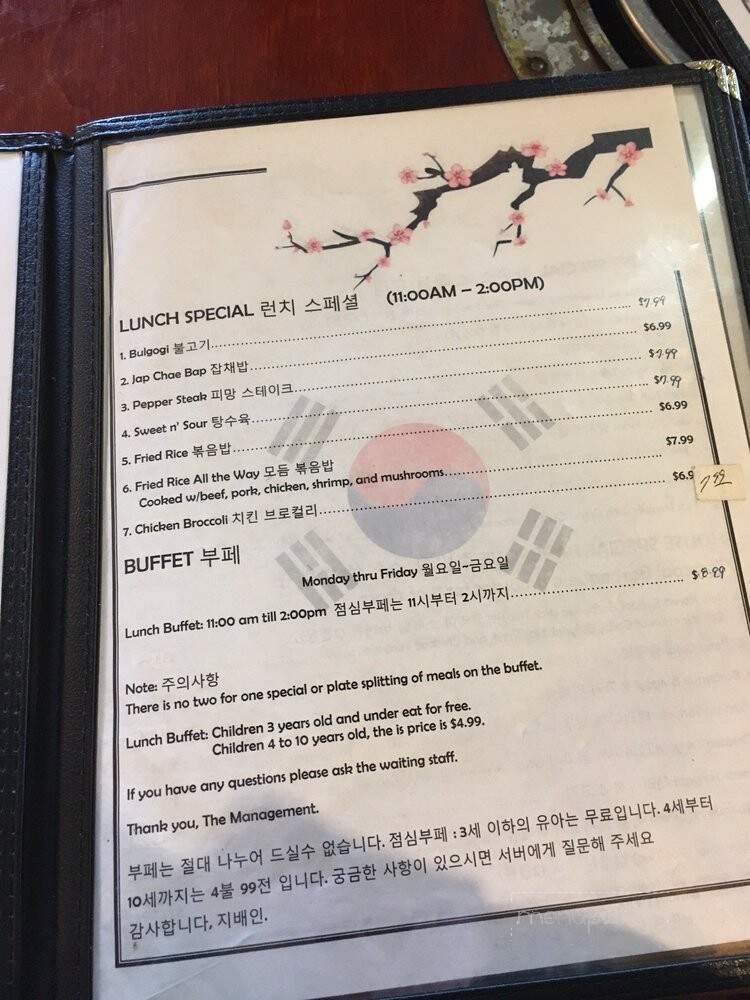 LUNCH SPECIAL 런치 스페셜 (11:00AM – 2:00PM)
1. Bulgogi 불고기 $7.99
2. Jap Chae Bap 잡채밥 $6.99
3. Pepper Steak 피망 스테이크 $7.99
4. Sweet n' Sour 탕수육 $7.99
5. Fried Rice 볶음밥 $6.99
6. Fried Rice All the Way 모듬 볶음밥
Cooked w/beef, pork, chicken, shrimp, and mushrooms $7.99
7. Chicken Broccoli 치킨 브로컬리 $6.9 7.99
BUFFET 부페
Monday thru Friday 월요일~금요일
Lunch Buffet: 11:00 am till 2:00pm 점심부페는 11시부터 2시까지 $8.99
Note: 주의사항
There is no two for one special or plate splitting of meals on the buffet.
Lunch Buffet: Children 3 years old and under eat for free.
Children 4 to 10 years old, the is price is $4.99.
If you have any questions please ask the waiting staff.
Thank you, The Management.
부페는 절대 나누어 드실수 없습니다. 점심부페 : 3세 이하의 유아는 무료입니다. 4세부터
10세까지는 4불 99전 입니다. 궁금한 사항이 있으시면 서버에게 질문해 주세요
감사합니다, 지배인.